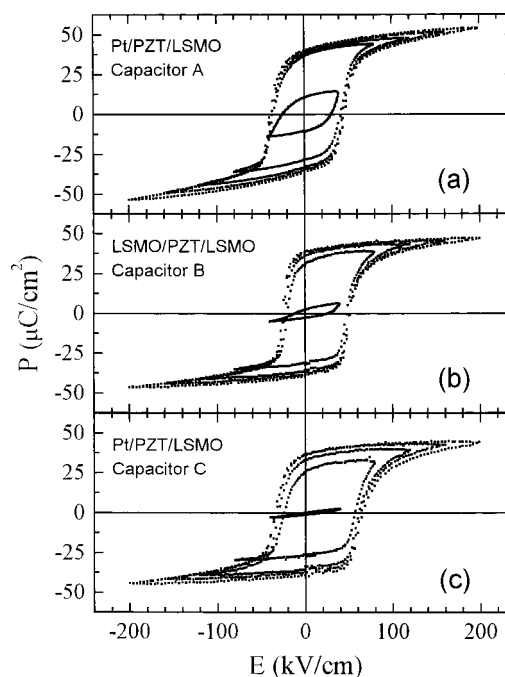 50
25
0
-25
-50
Pt/PZT/LSMO
Capacitor A
(a)
50
25
0
-25
-50
LSMO/PZT/LSMO
Capacitor B
(b)
P (μC/cm²)
50
25
0
-25
-50
Pt/PZT/LSMO
Capacitor C
(c)
-200 -100 0 100 200
E (kV/cm)